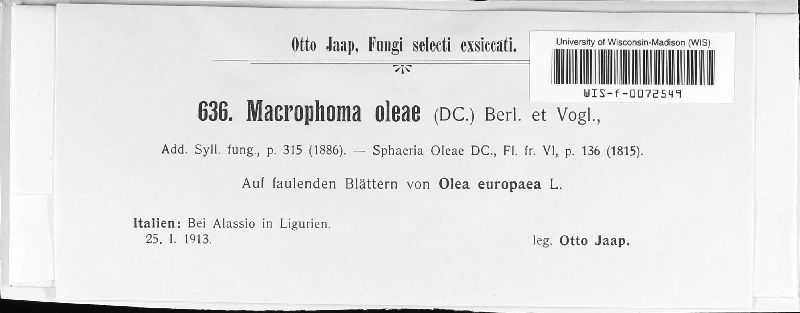 Otto Jaap, Fungi selecti exsiccati.
University of Wisconsin-Madison (WIS)
WIS-f-0072549
636. Macrophoma oleae (DC.) Berl. et Vogl.,
Add. Syll. fung., p. 315 (1886). — Sphaeria Oleae DC., Fl. fr. VI, p. 136 (1815).
Auf faulenden Blättern von Olea europaea L.
Italien: Bei Alassio in Ligurien.
25. I. 1913.
leg. Otto Jaap.